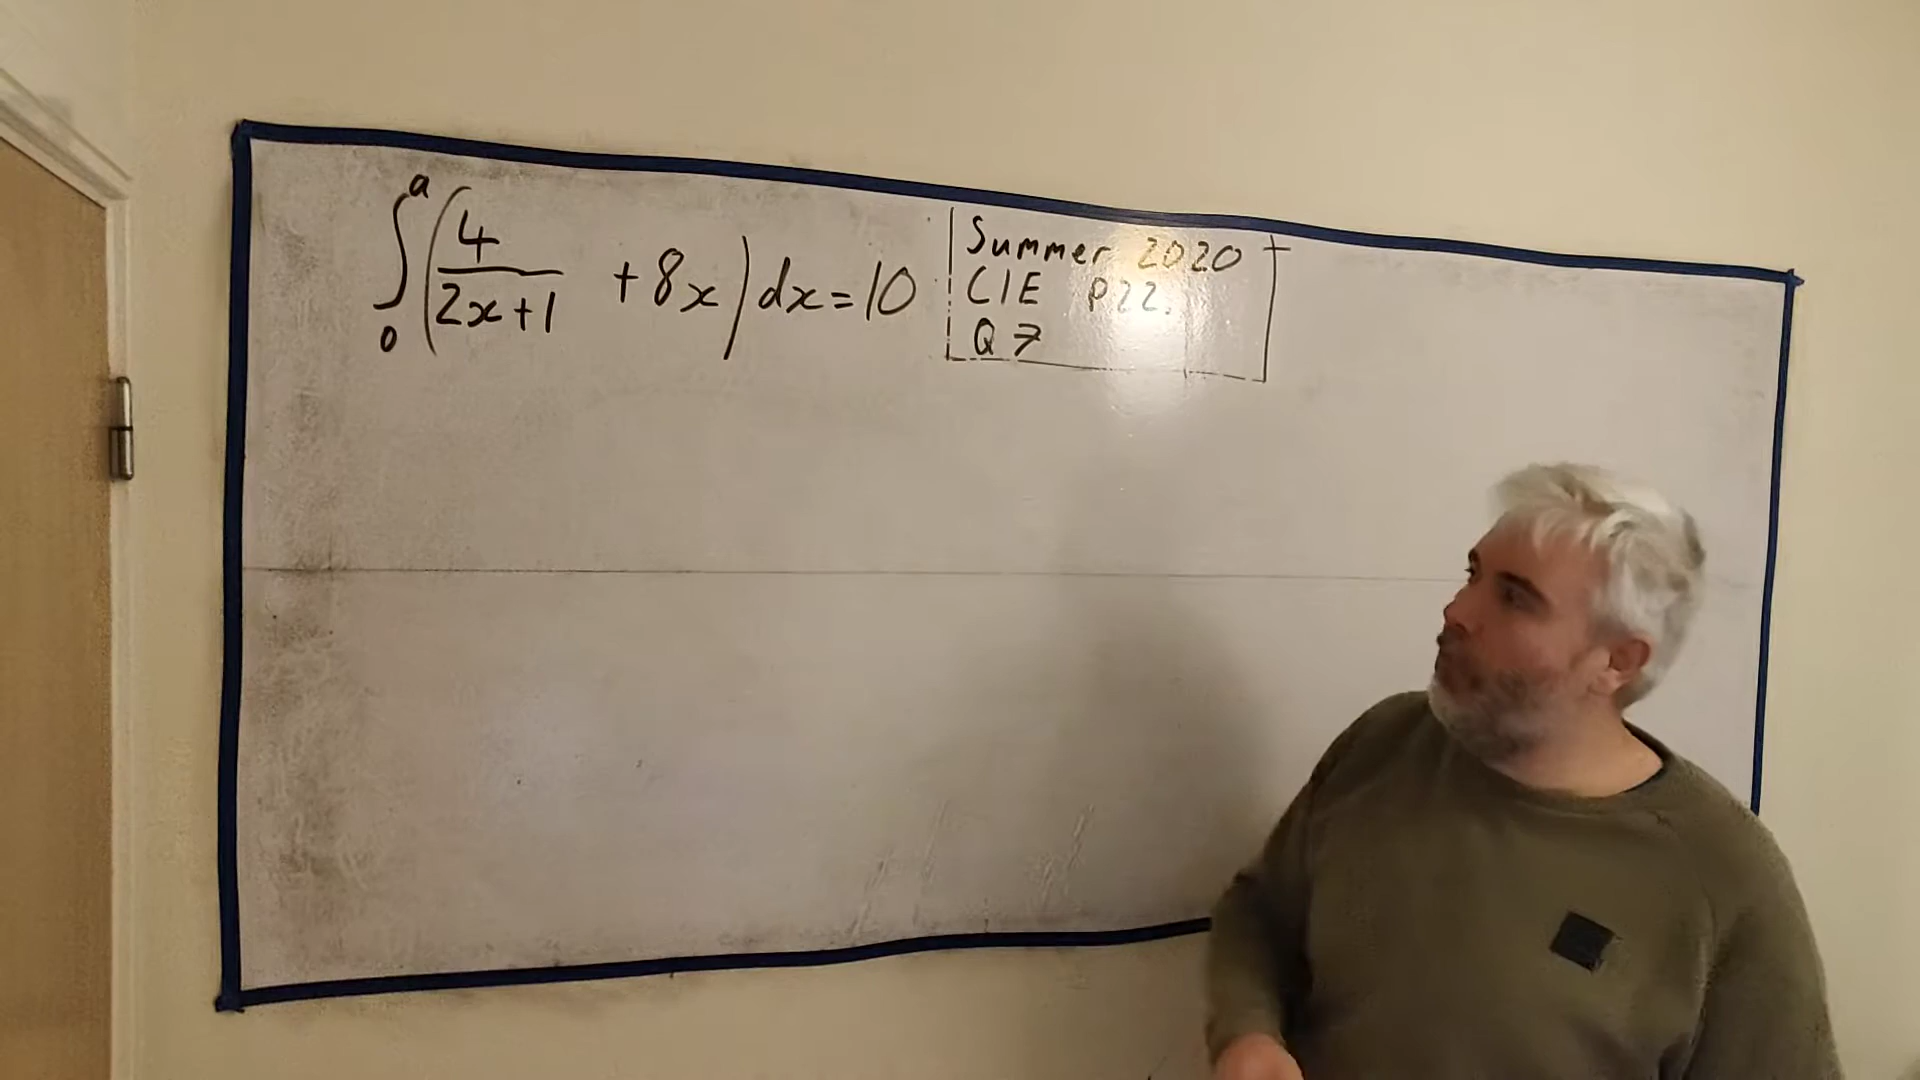 ∫₀ᵃ (4/(2x+1) + 8x) dx = 10
Summer 2020
CIE P22.
Q 7